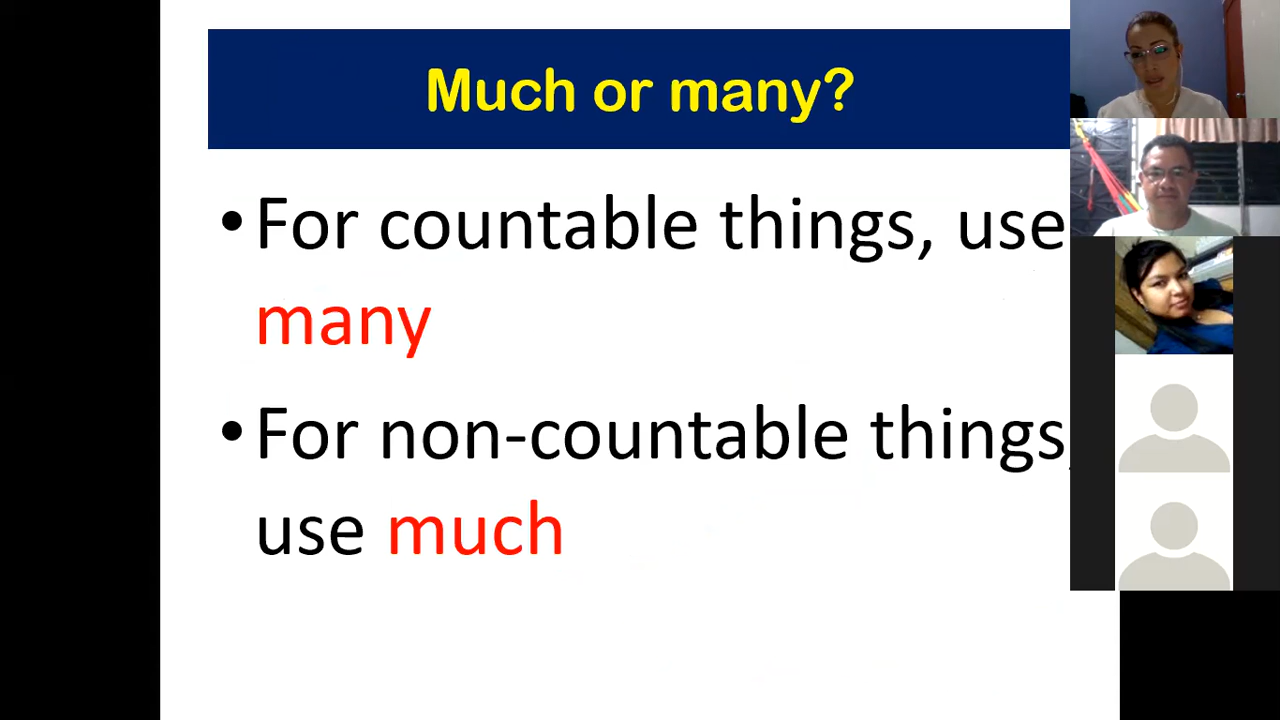 Much or many?
•For countable things, use
many
•For non-countable things,
use much